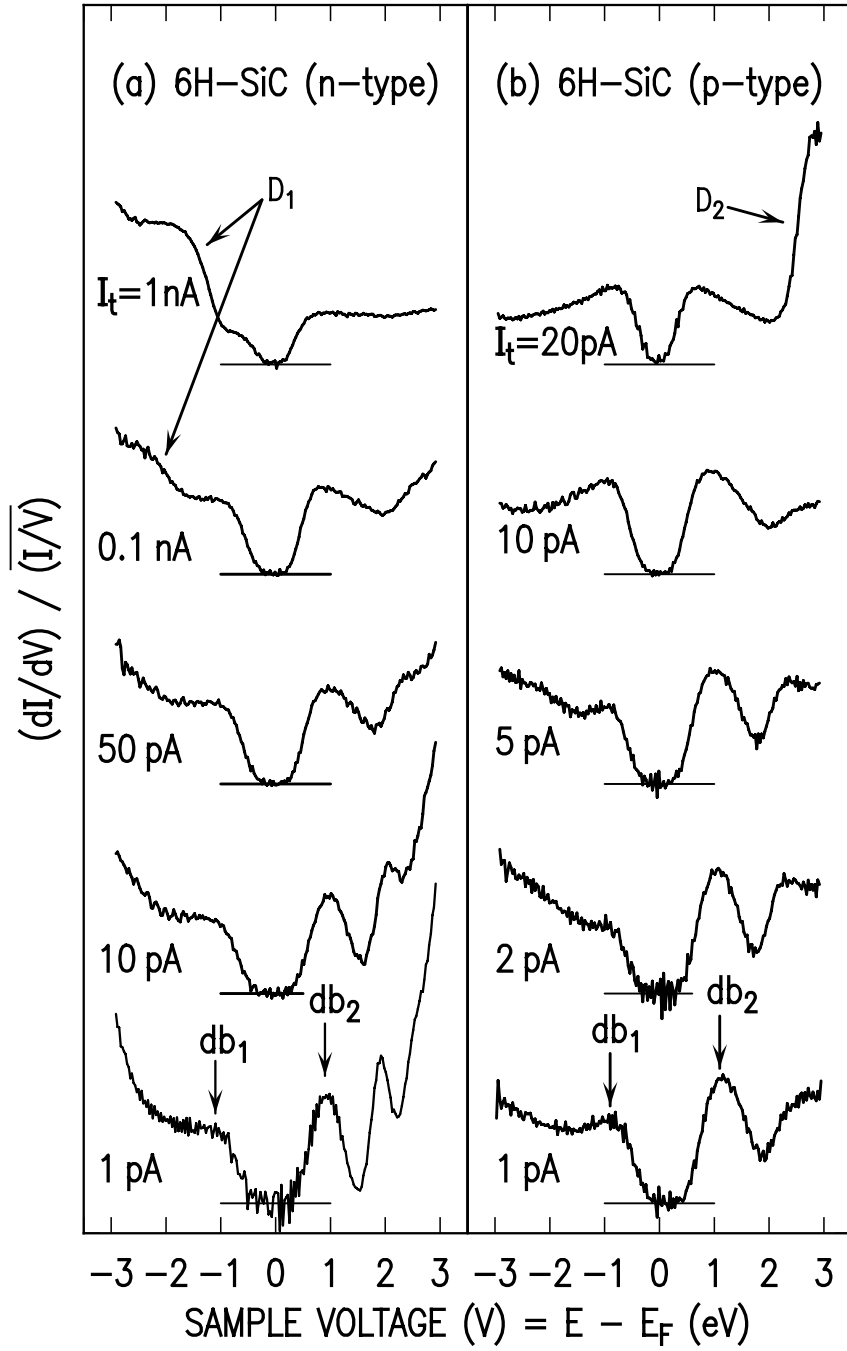 (a) 6H−SiC (n−type)
D1
It=1nA
0.1 nA
50 pA
10 pA
db1
db2
1 pA
(b) 6H−SiC (p−type)
D2
It=20pA
10 pA
5 pA
2 pA
db1
db2
1 pA
(dI/dV) / (I/V)
−3 −2 −1 0 1 2 3
−3 −2 −1 0 1 2 3
SAMPLE VOLTAGE (V) = E − EF (eV)